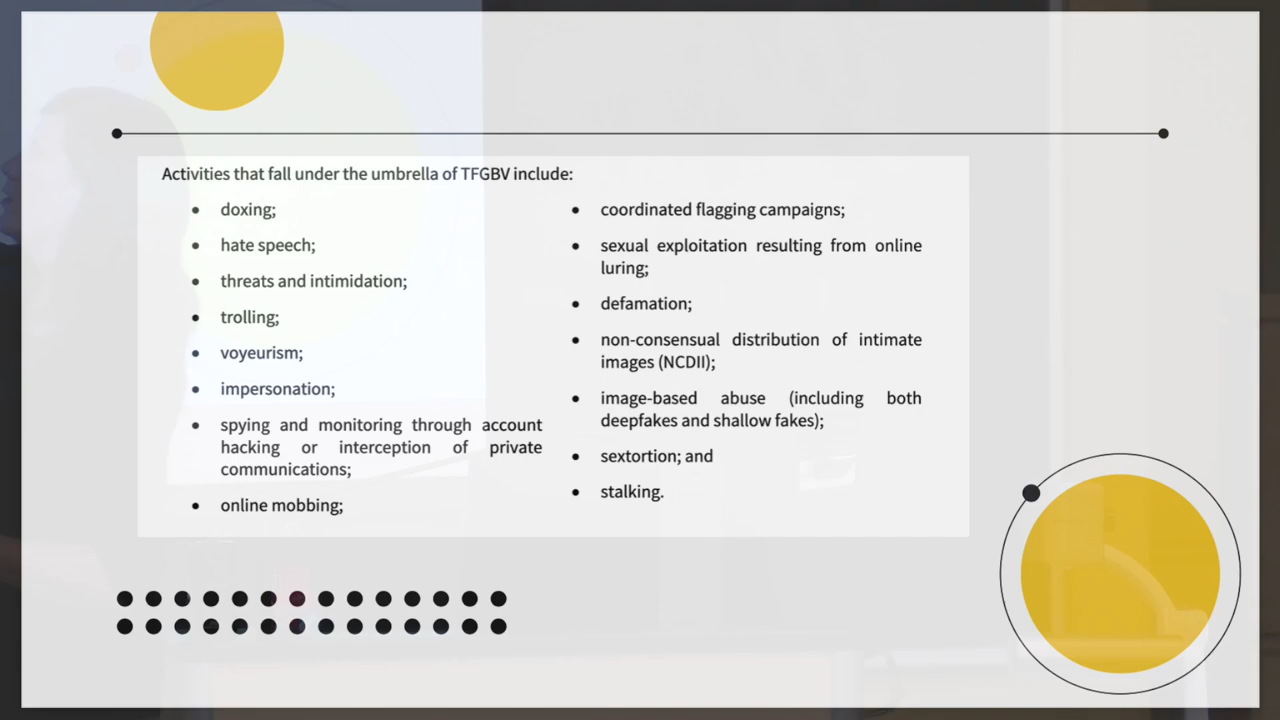 Activities that fall under the umbrella of TFGBV include:
• doxing;
• hate speech;
• threats and intimidation;
• trolling;
• voyeurism;
• impersonation;
• spying and monitoring through account
hacking or interception of private
communications;
• online mobbing;
• coordinated flagging campaigns;
• sexual exploitation resulting from online
luring;
• defamation;
• non-consensual distribution of intimate
images (NCDII);
• image-based abuse (including both
deepfakes and shallow fakes);
• sextortion; and
• stalking.